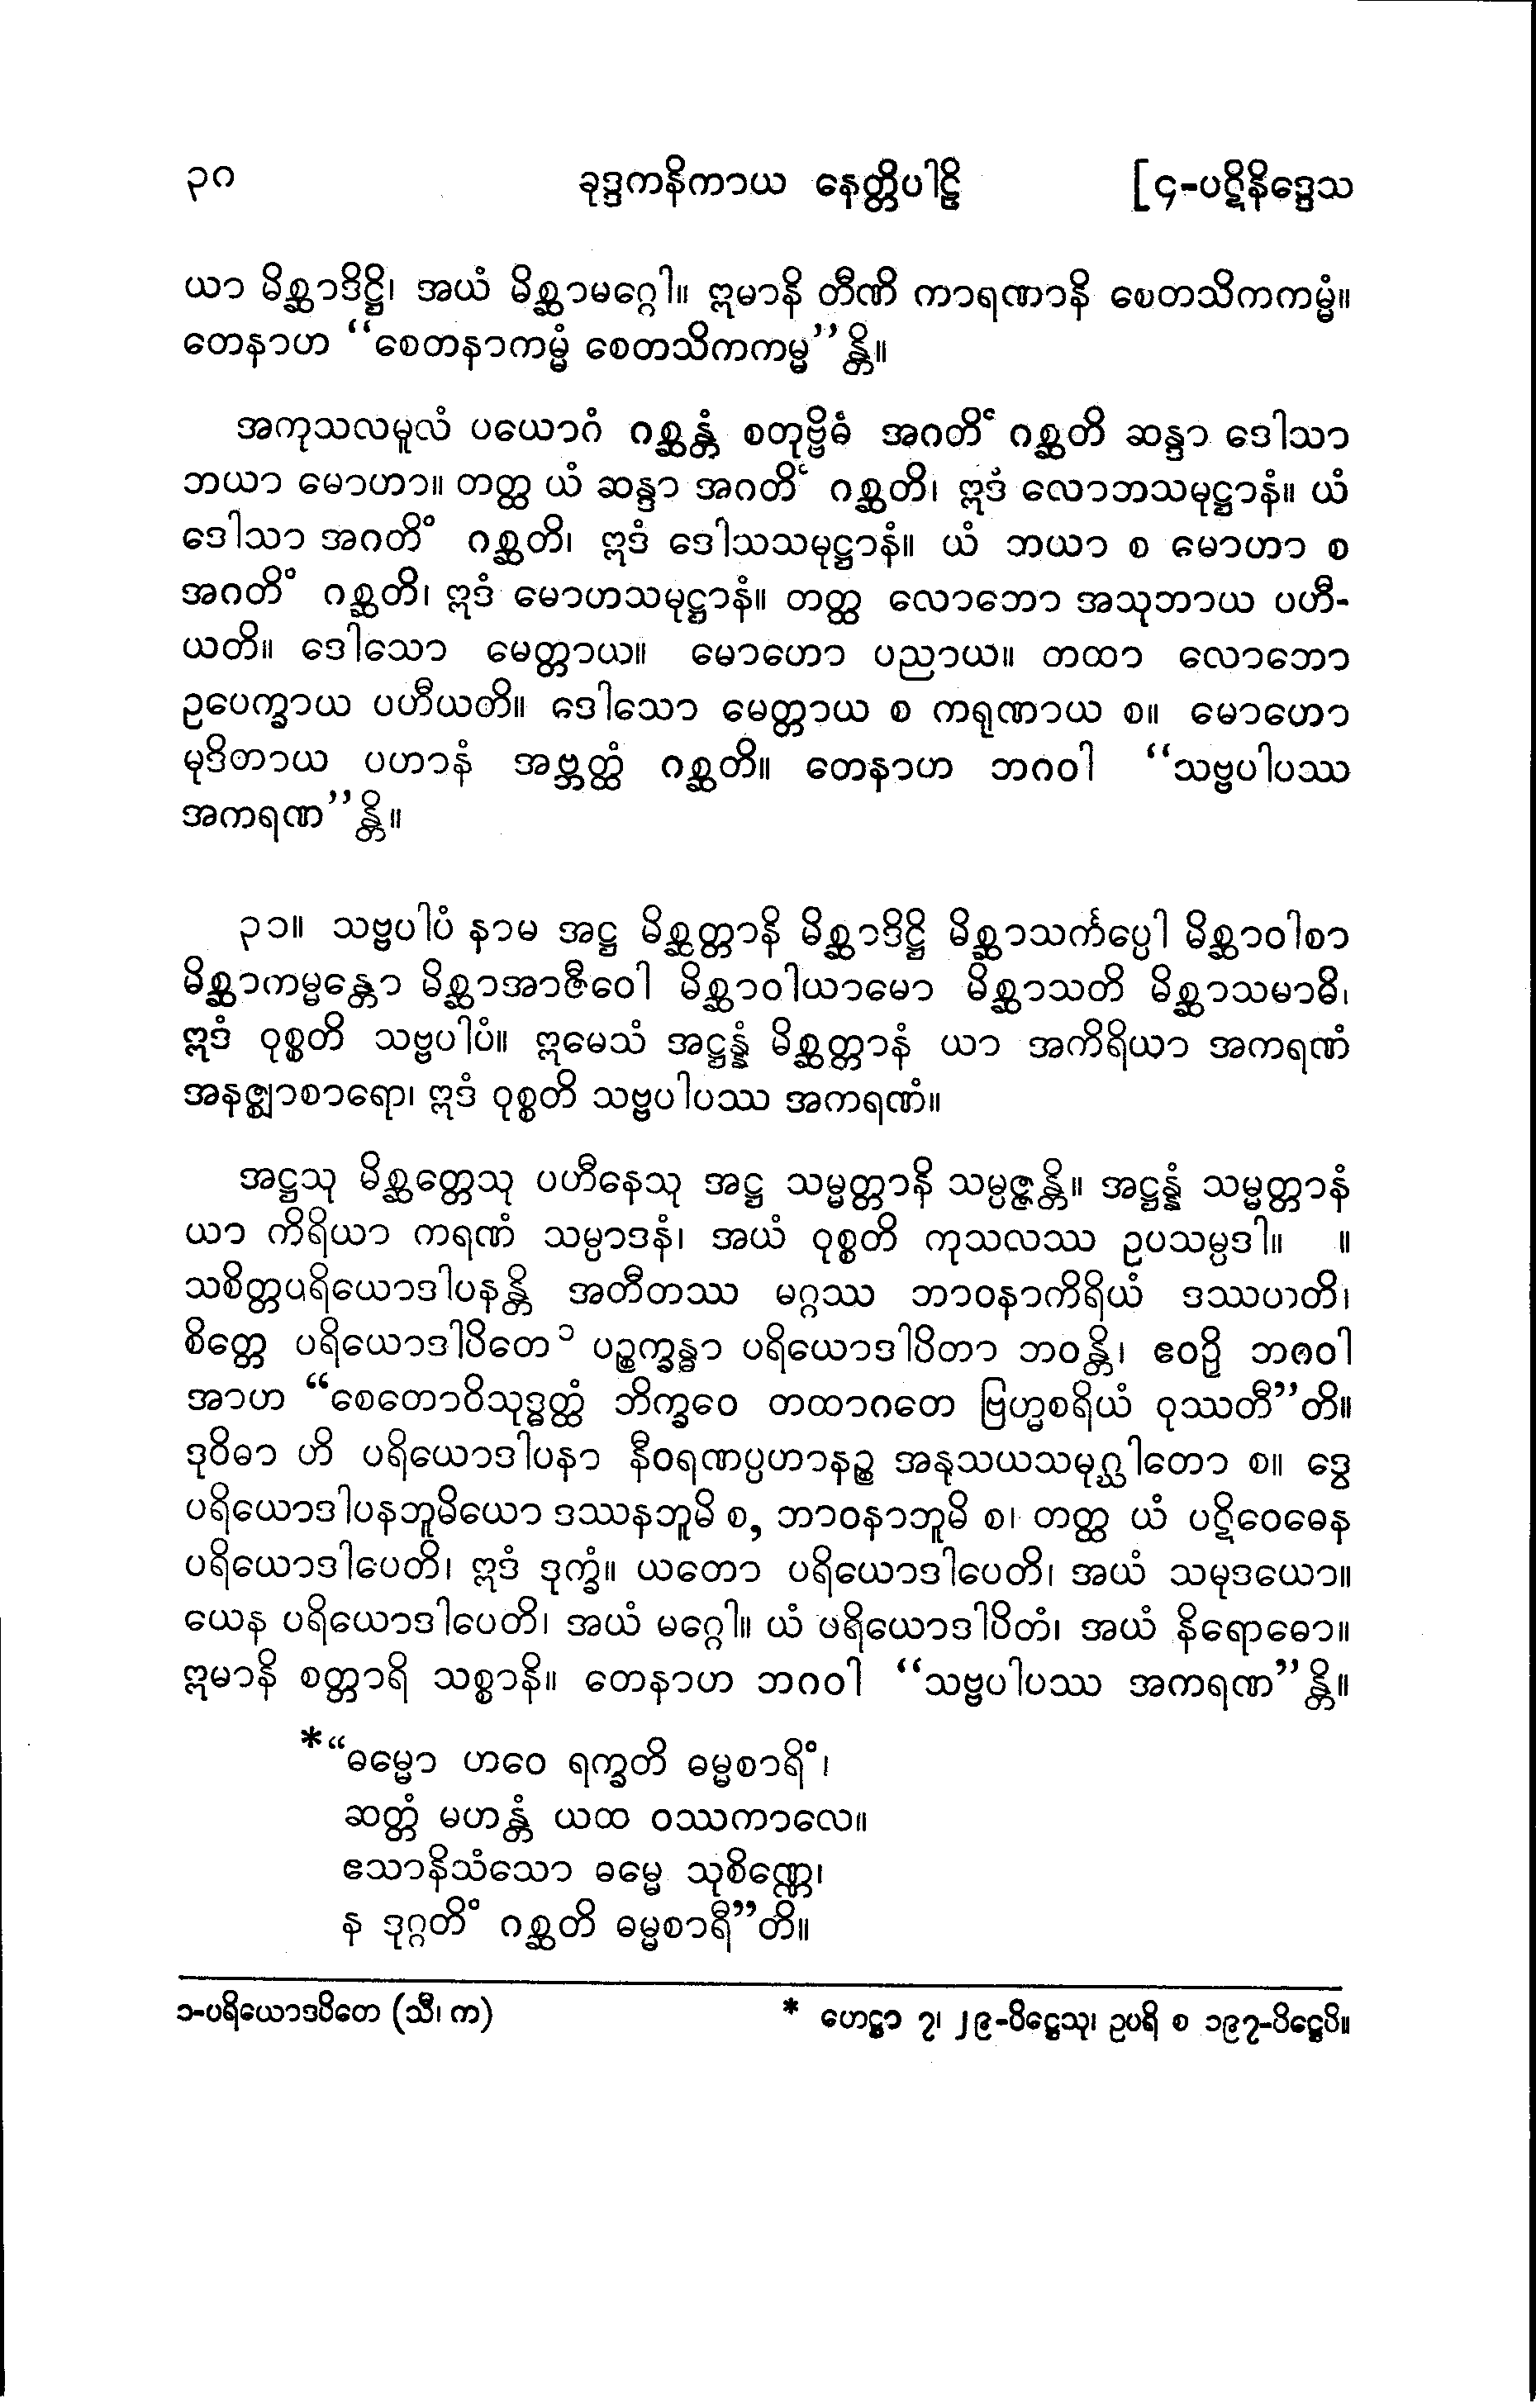 ၃ဂ ခုဒ္ဒကနိကာယ နေတ္တိပါဠိ [၄-ပဋိနိဒ္ဒေသ
ယာ မိစ္ဆာဒိဋ္ဌိ၊ အယံ မိစ္ဆာမဂ္ဂေါ။ ဣမာနိ တီဏိ ကာရဏာနိ စေတသိကကမ္မံ။
တေနာဟ “စေတနာကမ္မံ စေတသိကကမ္မ”န္တိ။
အကုသလမူလံ ပယောဂံ ဂစ္ဆန္တံ စတုဗ္ဗိဓံ အဂတိံ ဂစ္ဆတိ ဆန္ဒာ ဒေါသာ
ဘယာ မောဟာ။ တတ္ထ ယံ ဆန္ဒာ အဂတိံ ဂစ္ဆတိ၊ ဣဒံ လောဘသမုဋ္ဌာနံ။ ယံ
ဒေါသာ အဂတိံ ဂစ္ဆတိ၊ ဣဒံ ဒေါသသမုဋ္ဌာနံ။ ယံ ဘယာ စ မောဟာ စ
အဂတိံ ဂစ္ဆတိ၊ ဣဒံ မောဟသမုဋ္ဌာနံ။ တတ္ထ လောဘော အသုဘာယ ပဟီ-
ယတိ။ ဒေါသော မေတ္တာယ။ မောဟော ပညာယ။ တထာ လောဘော
ဥပေက္ခာယ ပဟီယတိ။ ဒေါသော မေတ္တာယ စ ကရုဏာယ စ။ မောဟော
မုဒိတာယ ပဟာနံ အဗ္ဘတ္ထံ ဂစ္ဆတိ။ တေနာဟ ဘဂဝါ “သဗ္ဗပါပဿ
အကရဏ”န္တိ။
၃၁။ သဗ္ဗပါပံ နာမ အဋ္ဌ မိစ္ဆတ္တာနိ မိစ္ဆာဒိဋ္ဌိ မိစ္ဆာသင်္ကပ္ပေါ မိစ္ဆာဝါစာ
မိစ္ဆာကမ္မန္တော မိစ္ဆာအာဇီဝေါ မိစ္ဆာဝါယာမော မိစ္ဆာသတိ မိစ္ဆာသမာဓိ၊
ဣဒံ ဝုစ္စတိ သဗ္ဗပါပံ။ ဣမေသံ အဋ္ဌန္နံ မိစ္ဆတ္တာနံ ယာ အကိရိယာ အကရဏံ
အနဇ္ဈာစာရော၊ ဣဒံ ဝုစ္စတိ သဗ္ဗပါပဿ အကရဏံ။
အဋ္ဌသု မိစ္ဆတ္တေသု ပဟီနေသု အဋ္ဌ သမ္မတ္တာနိ သမ္ပဇ္ဇန္တိ။ အဋ္ဌန္နံ သမ္မတ္တာနံ
ယာ ကိရိယာ ကရဏံ သမ္ပာဒနံ၊ အယံ ဝုစ္စတိ ကုသလဿ ဥပသမ္ပဒါ။ ။
သစိတ္တပရိယောဒါပနန္တိ အတီတဿ မဂ္ဂဿ ဘာဝနာကိရိယံ ဒဿယတိ၊
စိတ္တေ ပရိယောဒါပိတေ ၁ ပဉ္စက္ခန္ဓာ ပရိယောဒါပိတာ ဘဝန္တိ၊ ဧဝဉှိ ဘဂဝါ
အာဟ “စေတောဝိသုဒ္ဓတ္ထံ ဘိက္ခဝေ တထာဂတေ ဗြဟ္မစရိယံ ဝုဿတီ”တိ။
ဒုဝိဓာ ဟိ ပရိယောဒါပနာ နီဝရဏပ္ပဟာနဉ္စ အနုသယသမုဂ္ဃါတော စ။ ဒွေ
ပရိယောဒါပနဘူမိယော ဒဿနဘူမိ စ, ဘာဝနာဘူမိ စ၊ တတ္ထ ယံ ပဋိဝေဓေန
ပရိယောဒါပေတိ၊ ဣဒံ ဒုက္ခံ။ ယတော ပရိယောဒါပေတိ၊ အယံ သမုဒယော။
ယေန ပရိယောဒါပေတိ၊ အယံ မဂ္ဂေါ။ ယံ ပရိယောဒါပိတံ၊ အယံ နိရောဓော။
ဣမာနိ စတ္တာရိ သစ္စာနိ။ တေနာဟ ဘဂဝါ “သဗ္ဗပါပဿ အကရဏ”န္တိ။
*“ဓမ္မော ဟဝေ ရက္ခတိ ဓမ္မစာရိံ၊
ဆတ္တံ မဟန္တံ ယထ ဝဿကာလေ။
ဧသာနိသံသော ဓမ္မေ သုစိဏ္ဏေ၊
န ဒုဂ္ဂတိံ ဂစ္ဆတိ ဓမ္မစာရီ”တိ။
၁-ပရိယောဒပိတေ (သီ၊ က) * ဟေဋ္ဌာ ၇၊ ၂၉-ပိဋ္ဌေသု၊ ဥပရိ စ ၁၉၇-ပိဋ္ဌေပိ။